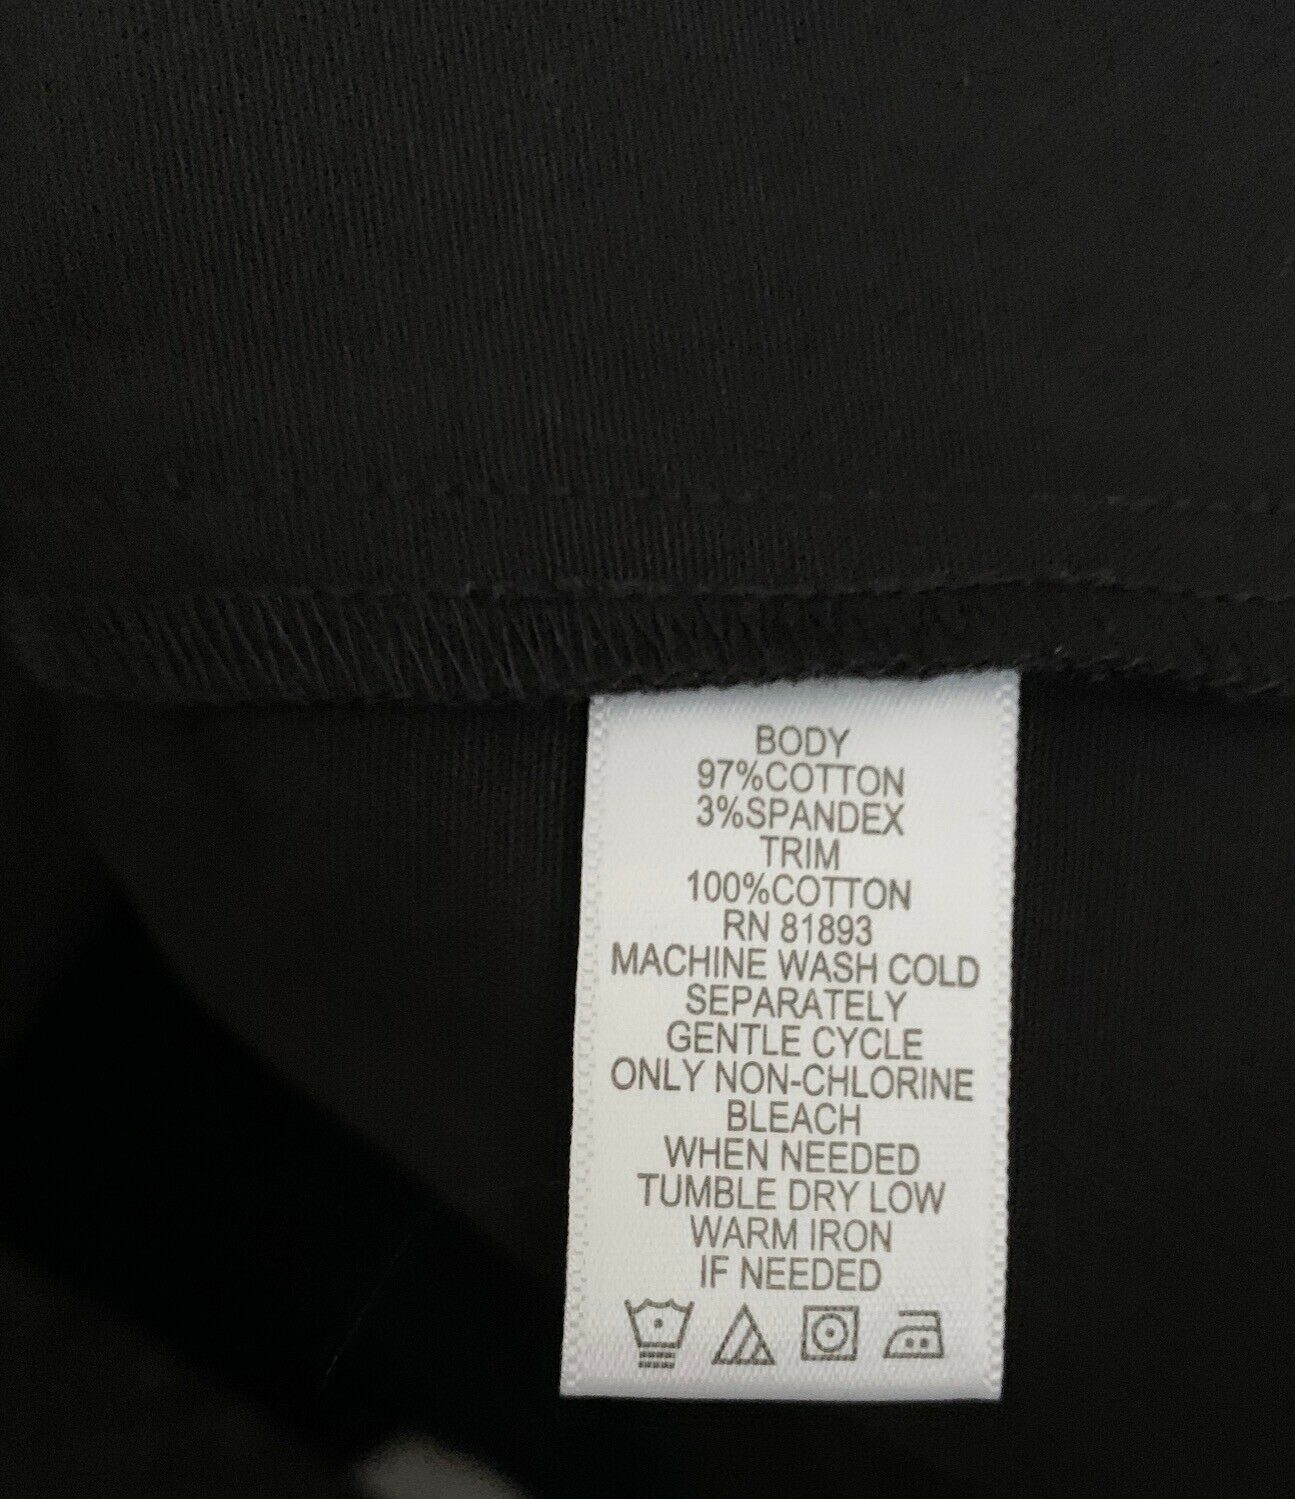 BODY
97%COTTON
3%SPANDEX
TRIM
100%COTTON
RN 81893
MACHINE WASH COLD
SEPARATELY
GENTLE CYCLE
ONLY NON-CHLORINE
BLEACH
WHEN NEEDED
TUMBLE DRY LOW
WARM IRON
IF NEEDED